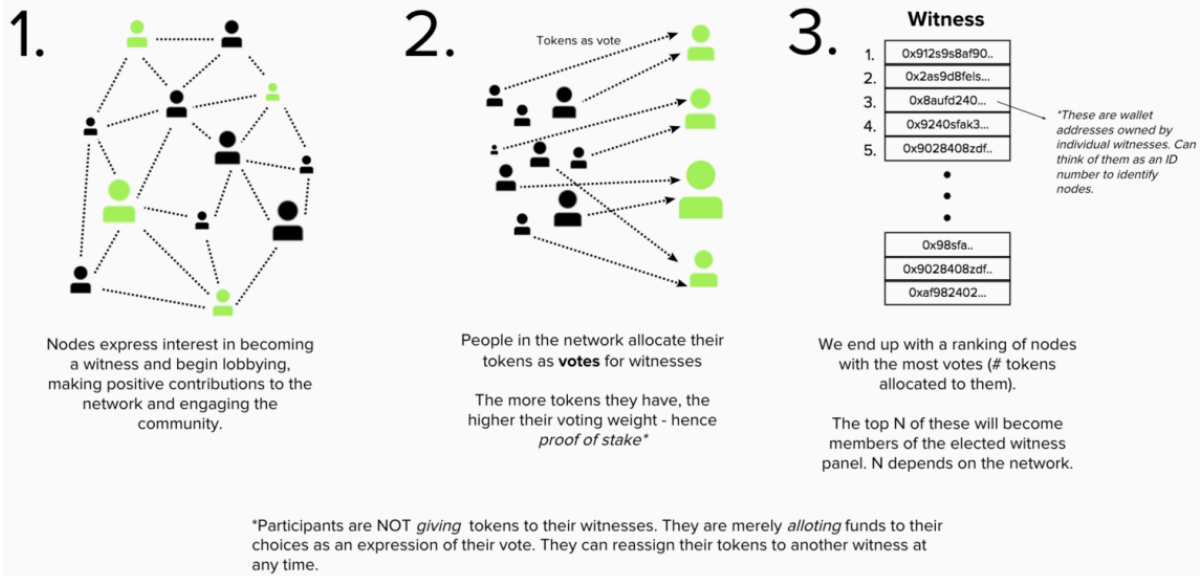 1.
Nodes express interest in becoming
a witness and begin lobbying,
making positive contributions to the
network and engaging the
community.
2.
Tokens as vote
People in the network allocate their
tokens as votes for witnesses
The more tokens they have, the
higher their voting weight - hence
proof of stake*
3.
Witness
1. 0x912s9s8af90..
2. 0x2as9d8fels...
3. 0x8aufd240...
4. 0x9240sfak3...
5. 0x9028408zdf..
0x98sfa..
0x9028408zdf..
0xaf982402...
*These are wallet
addresses owned by
individual witnesses. Can
think of them as an ID
number to identify
nodes.
We end up with a ranking of nodes
with the most votes (# tokens
allocated to them).
The top N of these will become
members of the elected witness
panel. N depends on the network.
*Participants are NOT giving tokens to their witnesses. They are merely alloting funds to their
choices as an expression of their vote. They can reassign their tokens to another witness at
any time.